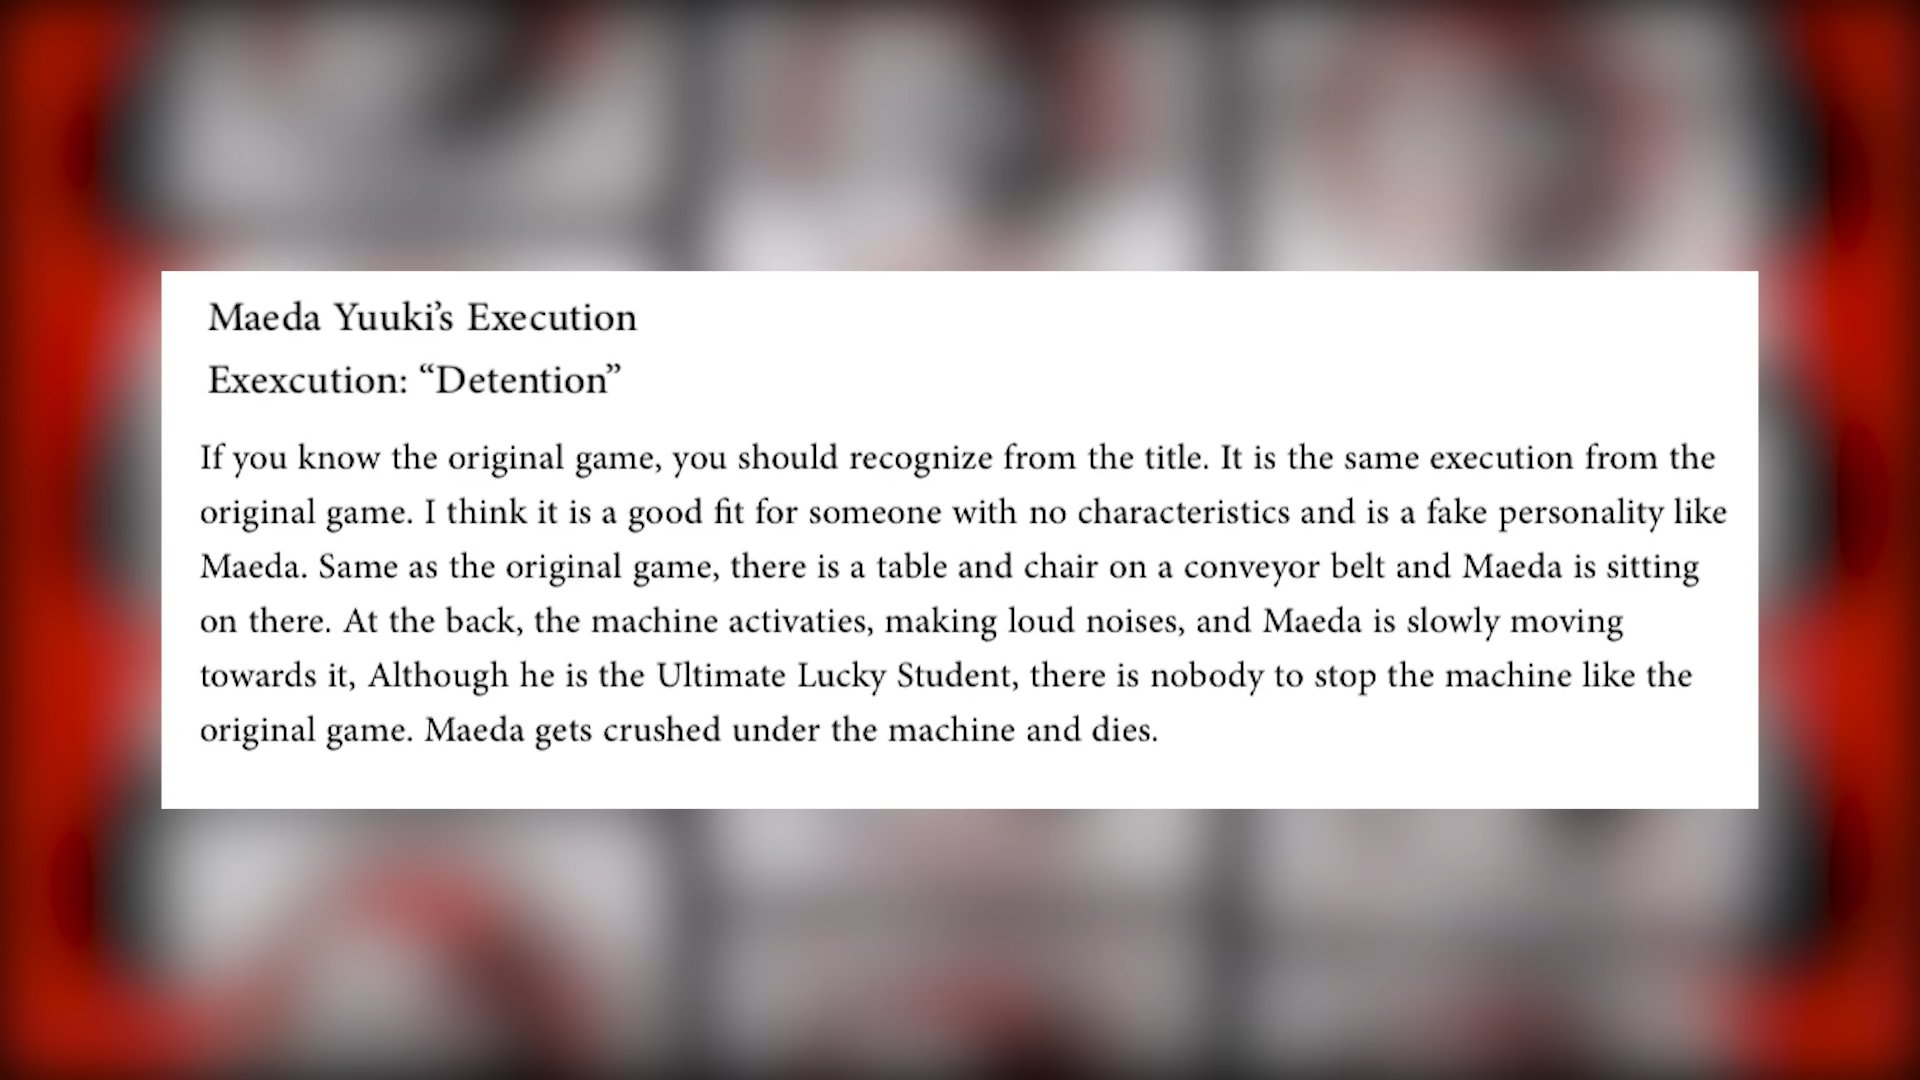 Maeda Yuuki’s Execution
Exexcution: “Detention”
If you know the original game, you should recognize from the title. It is the same execution from the
original game. I think it is a good fit for someone with no characteristics and is a fake personality like
Maeda. Same as the original game, there is a table and chair on a conveyor belt and Maeda is sitting
on there. At the back, the machine activaties, making loud noises, and Maeda is slowly moving
towards it, Although he is the Ultimate Lucky Student, there is nobody to stop the machine like the
original game. Maeda gets crushed under the machine and dies.